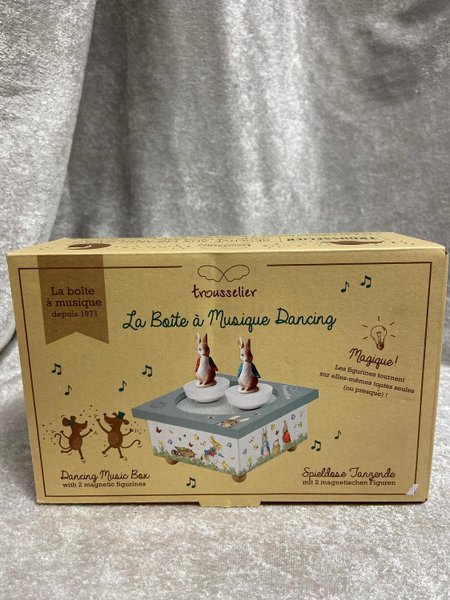 La boîte
à musique
depuis 1971
trousselier
La Boîte à Musique Dancing
Magique!
Les figurines tournent
sur elles-mêmes toutes seules
(ou presque) !
Dancing Music Box
with 2 magnetic figurines
Spieldose Tanzende
mit 2 magnetischen Figuren